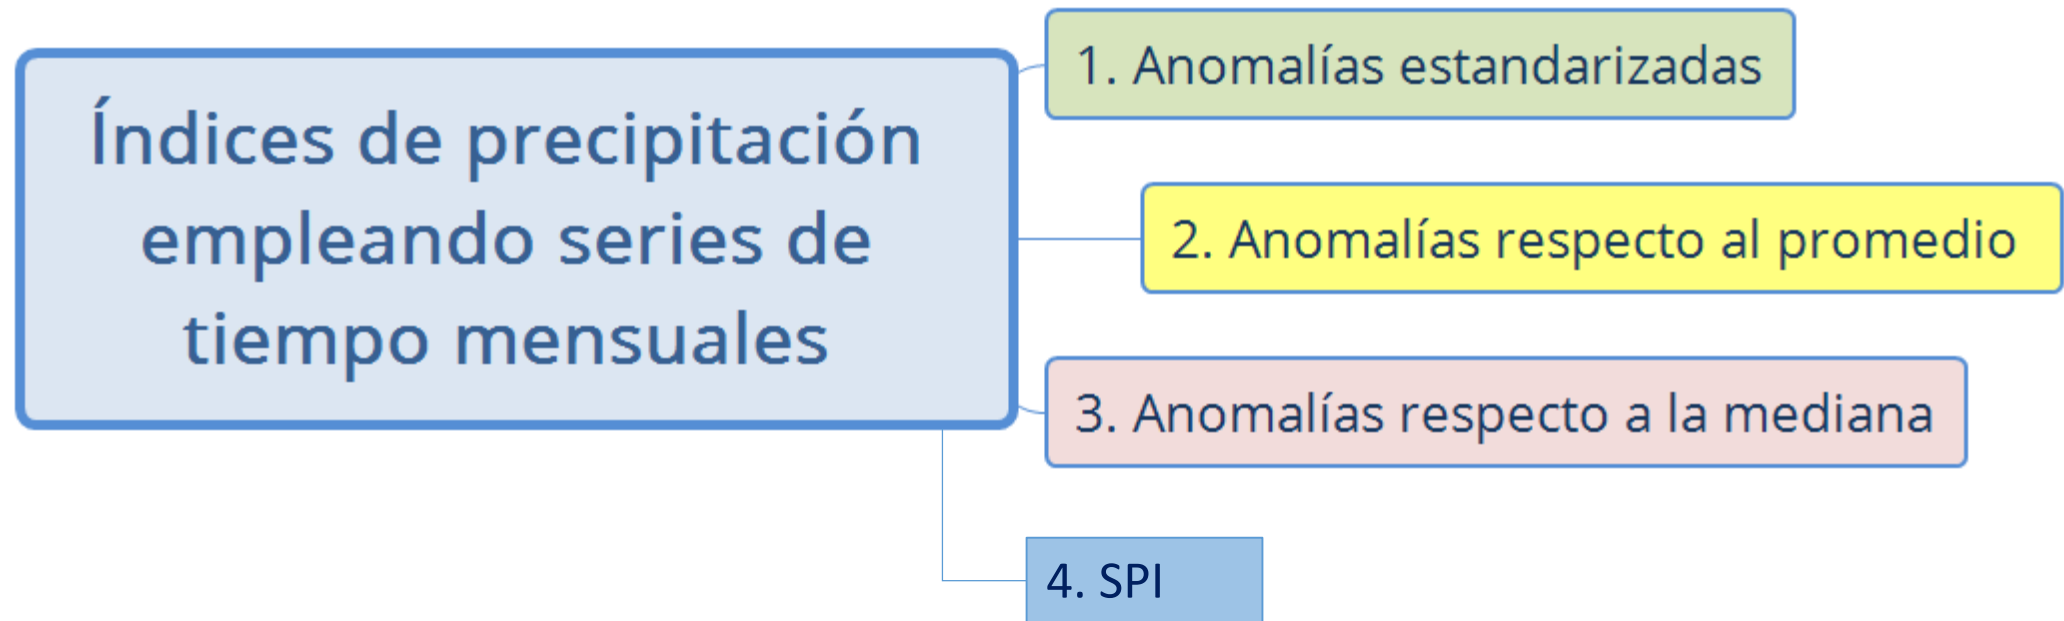 Índices de precipitación
empleando series de
tiempo mensuales
1. Anomalías estandarizadas
2. Anomalías respecto al promedio
3. Anomalías respecto a la mediana
4. SPI